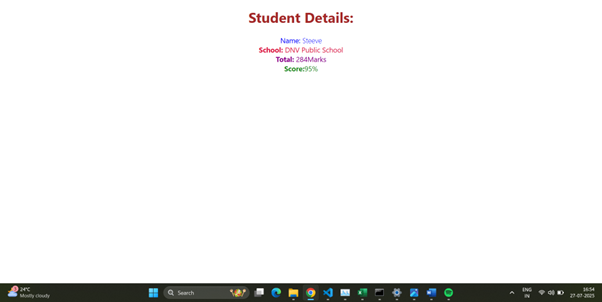 Student Details:
Name: Steeve
School: DNV Public School
Total: 284Marks
Score:95%
24°C
Mostly cloudy
Search
ENG
IN
16:54
27-07-2025